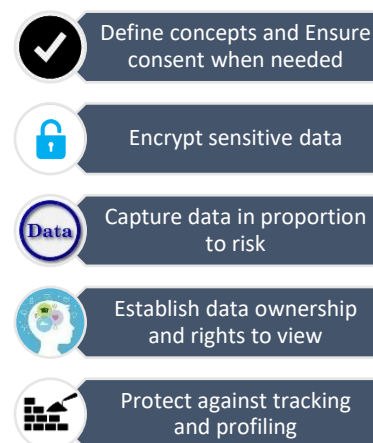 Define concepts and Ensure
consent when needed
Encrypt sensitive data
Data
Capture data in proportion
to risk
Establish data ownership
and rights to view
Protect against tracking
and profiling